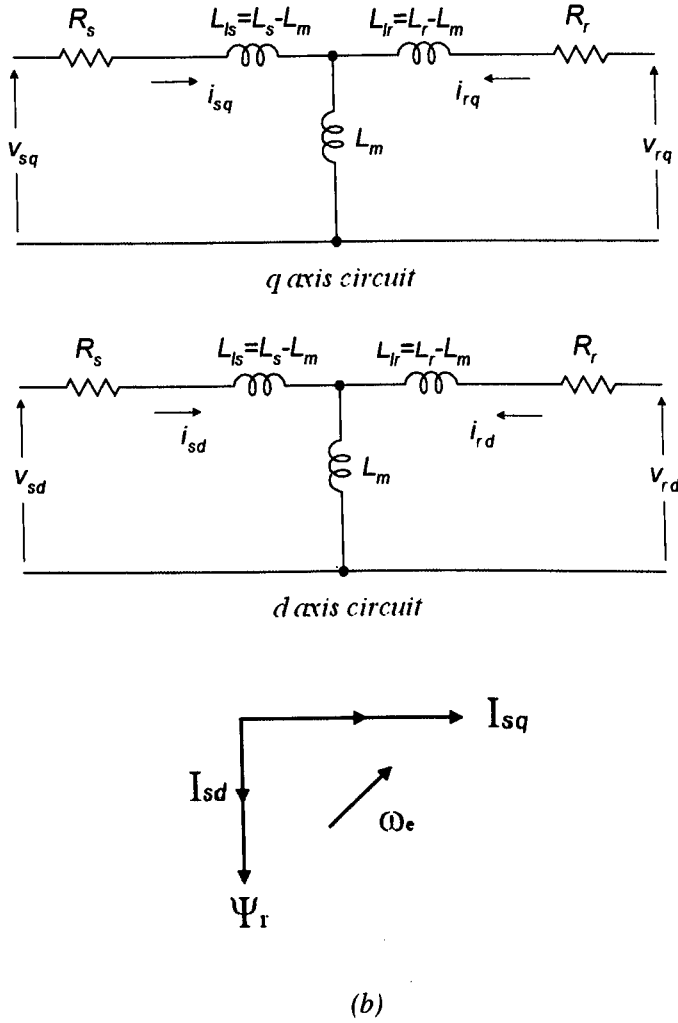 R_s L_ls=L_s-L_m L_lr=L_r-L_m R_r
i_sq i_rq
v_sq L_m v_rq
q axis circuit
R_s L_ls=L_s-L_m L_lr=L_r-L_m R_r
i_sd i_rd
v_sd L_m v_rd
d axis circuit
I_sq
I_sd
ω_e
Ψ_r
(b)